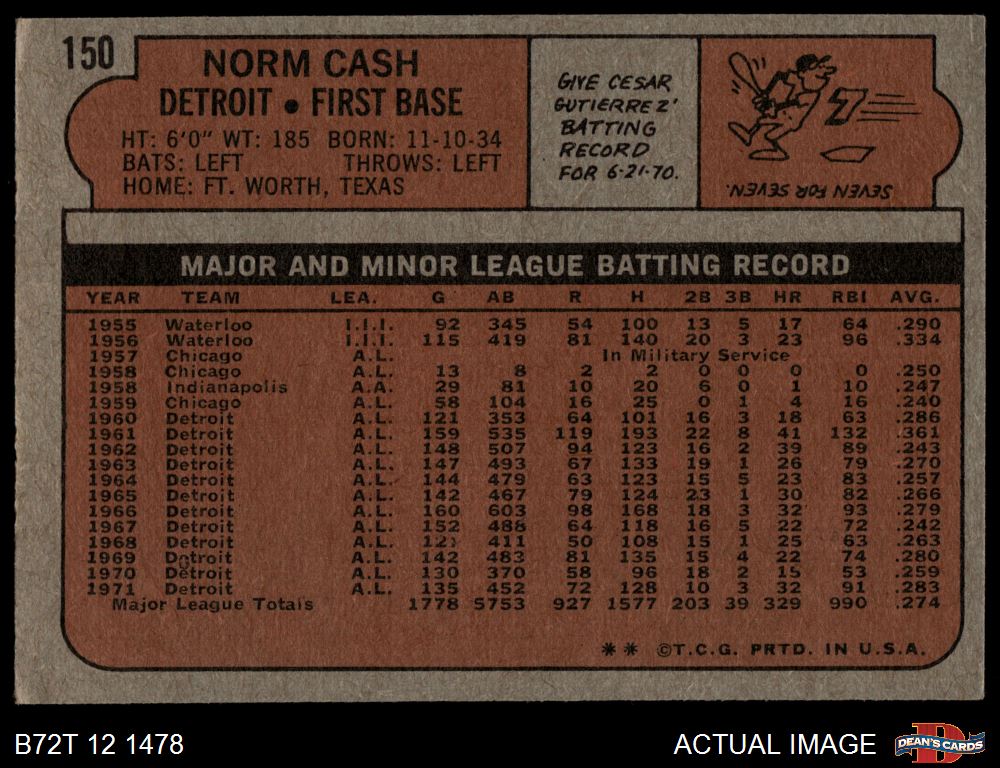 150
NORM CASH
DETROIT • FIRST BASE
HT: 6'0" WT: 185 BORN: 11-10-34
BATS: LEFT THROWS: LEFT
HOME: FT. WORTH, TEXAS
GIVE CESAR
GUTIERREZ'
BATTING
RECORD
FOR 6-21-70.
7
SEVEN FOR SEVEN.
MAJOR AND MINOR LEAGUE BATTING RECORD
YEAR TEAM LEA. G AB R H 2B 3B HR RBI AVG.
1955 Waterloo I.I.I. 92 345 54 100 13 5 17 64 .290
1956 Waterloo I.I.I. 115 419 81 140 20 3 23 96 .334
1957 Chicago A.L. In Military Service
1958 Chicago A.L. 13 8 2 2 0 0 0 0 .250
1958 Indianapolis A.A. 29 81 10 20 6 0 1 10 .247
1959 Chicago A.L. 58 104 16 25 0 1 4 16 .240
1960 Detroit A.L. 121 353 64 101 16 3 18 63 .286
1961 Detroit A.L. 159 535 119 193 22 8 41 132 .361
1962 Detroit A.L. 148 507 94 123 16 2 39 89 .243
1963 Detroit A.L. 147 493 67 133 19 1 26 79 .270
1964 Detroit A.L. 144 479 63 123 15 5 23 83 .257
1965 Detroit A.L. 142 467 79 124 23 1 30 82 .266
1966 Detroit A.L. 160 603 98 168 18 3 32 93 .279
1967 Detroit A.L. 152 488 64 118 16 5 22 72 .242
1968 Detroit A.L. 411 50 108 15 1 25 63 .263
1969 Detroit A.L. 142 483 81 135 15 4 22 74 .280
1970 Detroit A.L. 130 370 58 96 18 2 15 53 .259
1971 Detroit A.L. 135 452 72 128 10 3 32 91 .283
Major League Totals 1778 5753 927 1577 203 39 329 990 .274
** ©T.C.G. PRTD. IN U.S.A.
B72T 12 1478
ACTUAL IMAGE
D
DEAN'S CARDS